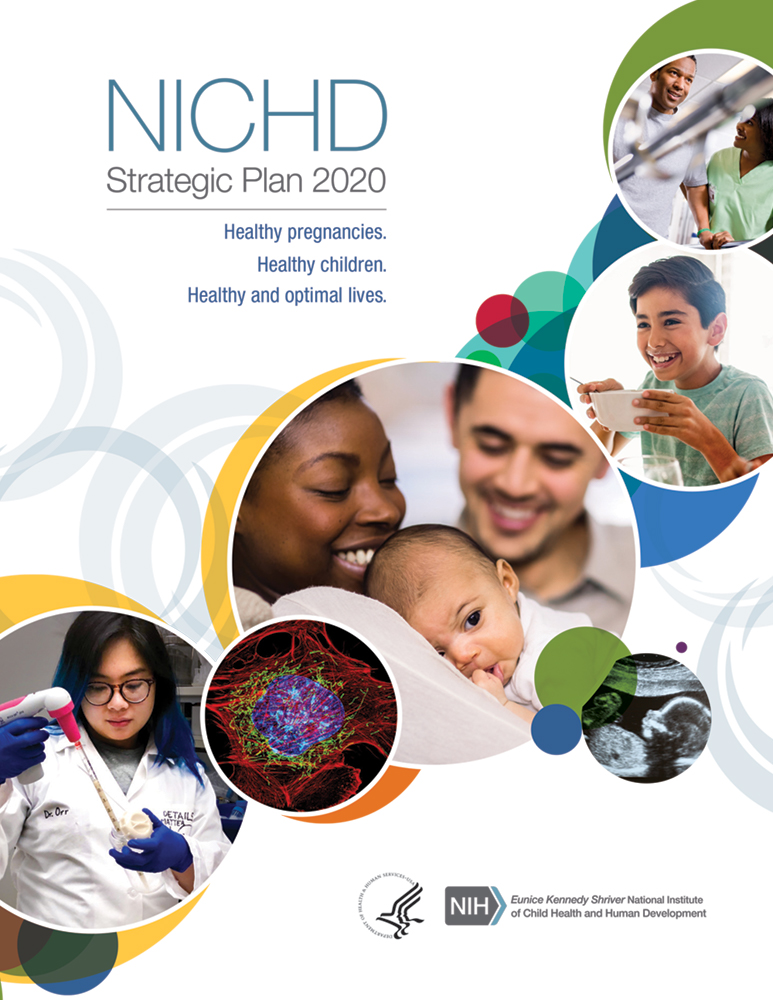 NICHD
Strategic Plan 2020
Healthy pregnancies.
Healthy children.
Healthy and optimal lives.
Dr. Orr
DETAILS
MATTER
DEPARTMENT OF HEALTH & HUMAN SERVICES • USA
NIH
Eunice Kennedy Shriver National Institute
of Child Health and Human Development